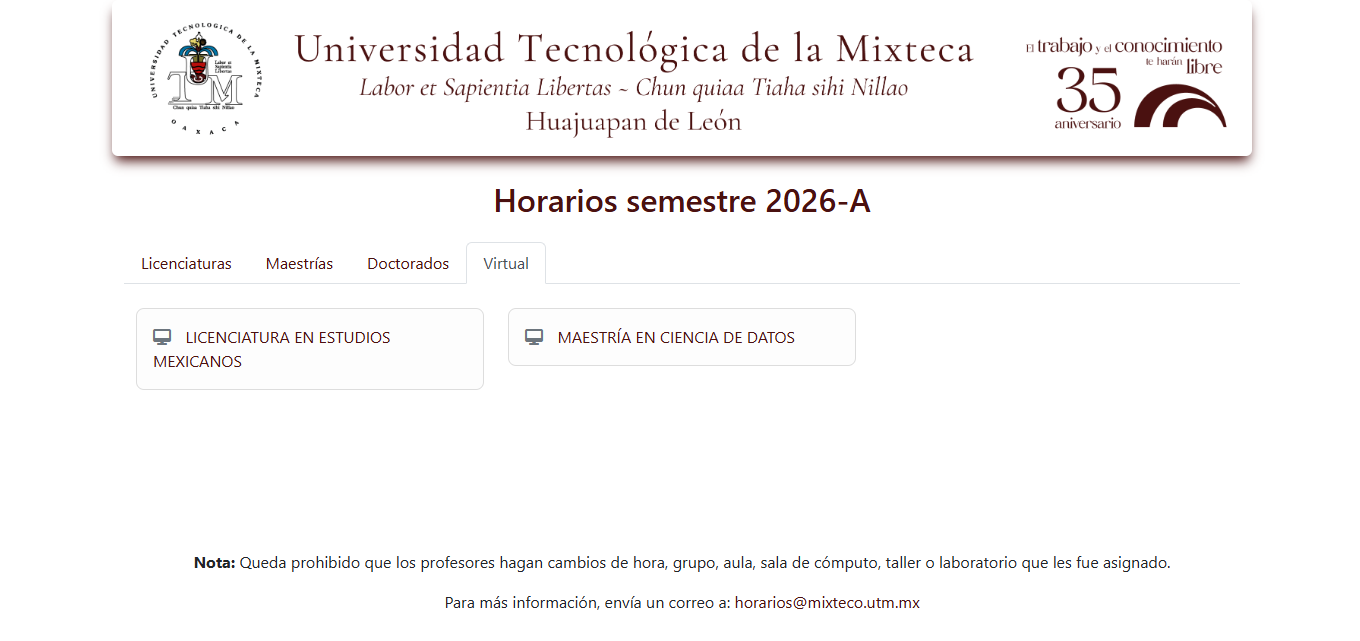 UNIVERSIDAD TECNOLOGICA DE LA MIXTECA
Labor et
Sapientia
Libertas
UTM
Chun quiaa Tiaha sihi Nillao
OAXACA
Universidad Tecnológica de la Mixteca
Labor et Sapientia Libertas ~ Chun quiaa Tiaha sihi Nillao
Huajuapan de León
El trabajo y el conocimiento
te harán libre
35
aniversario
Horarios semestre 2026-A
Licenciaturas Maestrías Doctorados Virtual
LICENCIATURA EN ESTUDIOS
MEXICANOS
MAESTRÍA EN CIENCIA DE DATOS
Nota: Queda prohibido que los profesores hagan cambios de hora, grupo, aula, sala de cómputo, taller o laboratorio que les fue asignado.
Para más información, envía un correo a: horarios@mixteco.utm.mx